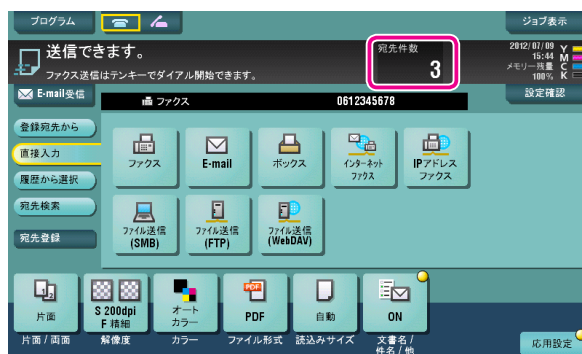 プログラム
ジョブ表示
送信できます。
ファクス送信はテンキーでダイアル開始できます。
宛先件数
3
2012/07/09
15:44
メモリー残量
100%
Y
M
C
K
E-mail受信
ファクス
0612345678
設定確認
登録宛先から
直接入力
履歴から選択
宛先検索
宛先登録
ファクス
E-mail
ボックス
インターネット
ファクス
IPアドレス
ファクス
ファイル送信
(SMB)
ファイル送信
(FTP)
ファイル送信
(WebDAV)
片面
S 200dpi
F 精細
オート
カラー
PDF
PDF
自動
ON
片面 / 両面
解像度
カラー
ファイル形式
読込みサイズ
文書名 /
件名 / 他
応用設定